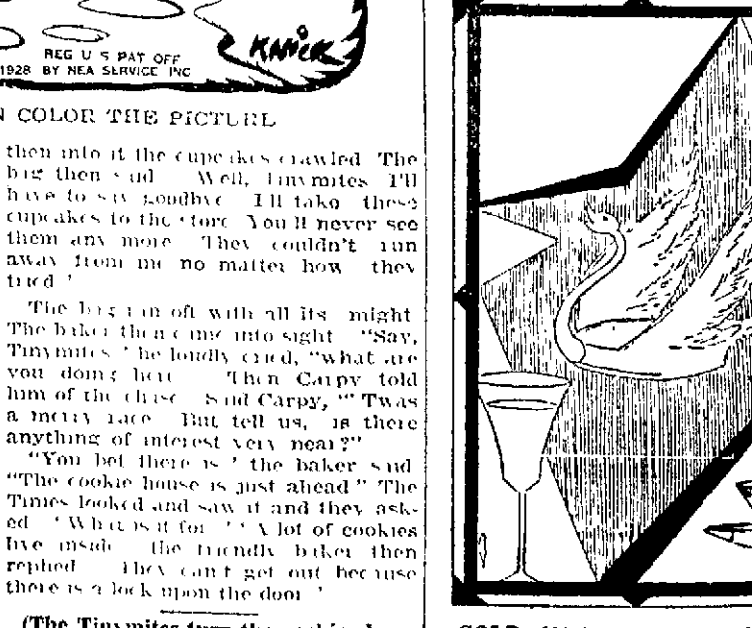 REG U S PAT OFF
1928 BY NEA SERVICE INC
KNICK
COLOR THE PICTURE
then into it the cupcakes crawled The
bag then said Well, Tinymites I'll
have to say goodbye I'll take these
cupcakes to the store You'll never see
them any more They couldn't run
away from me no matter how they
tried '
The bag ran off with all its might
The baker then came into sight "Say,
Tinymites ' he loudly cried, "what are
you doing here Then Carpy told
him of the chase Said Carpy, "' Twas
a merry race But tell us, is there
anything of interest very near?"
"You bet there is ' the baker said
"The cookie house is just ahead " The
Tinies looked and saw it and they ask-
ed ' What is it for ' ' A lot of cookies
live inside the friendly baker then
replied They can't get out because
there is a lock upon the door '
(The Tinymites
GOLD